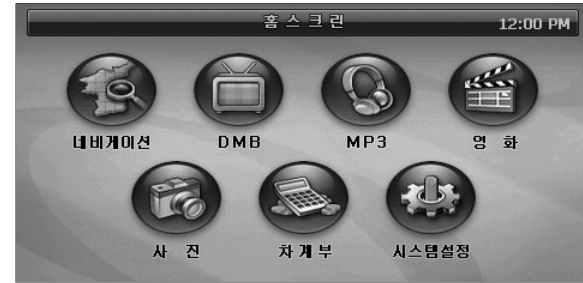 홈 스 크 린 12:00 PM
네비게이션 DMB MP3 영 화
사 진 차 계 부 시스템설정